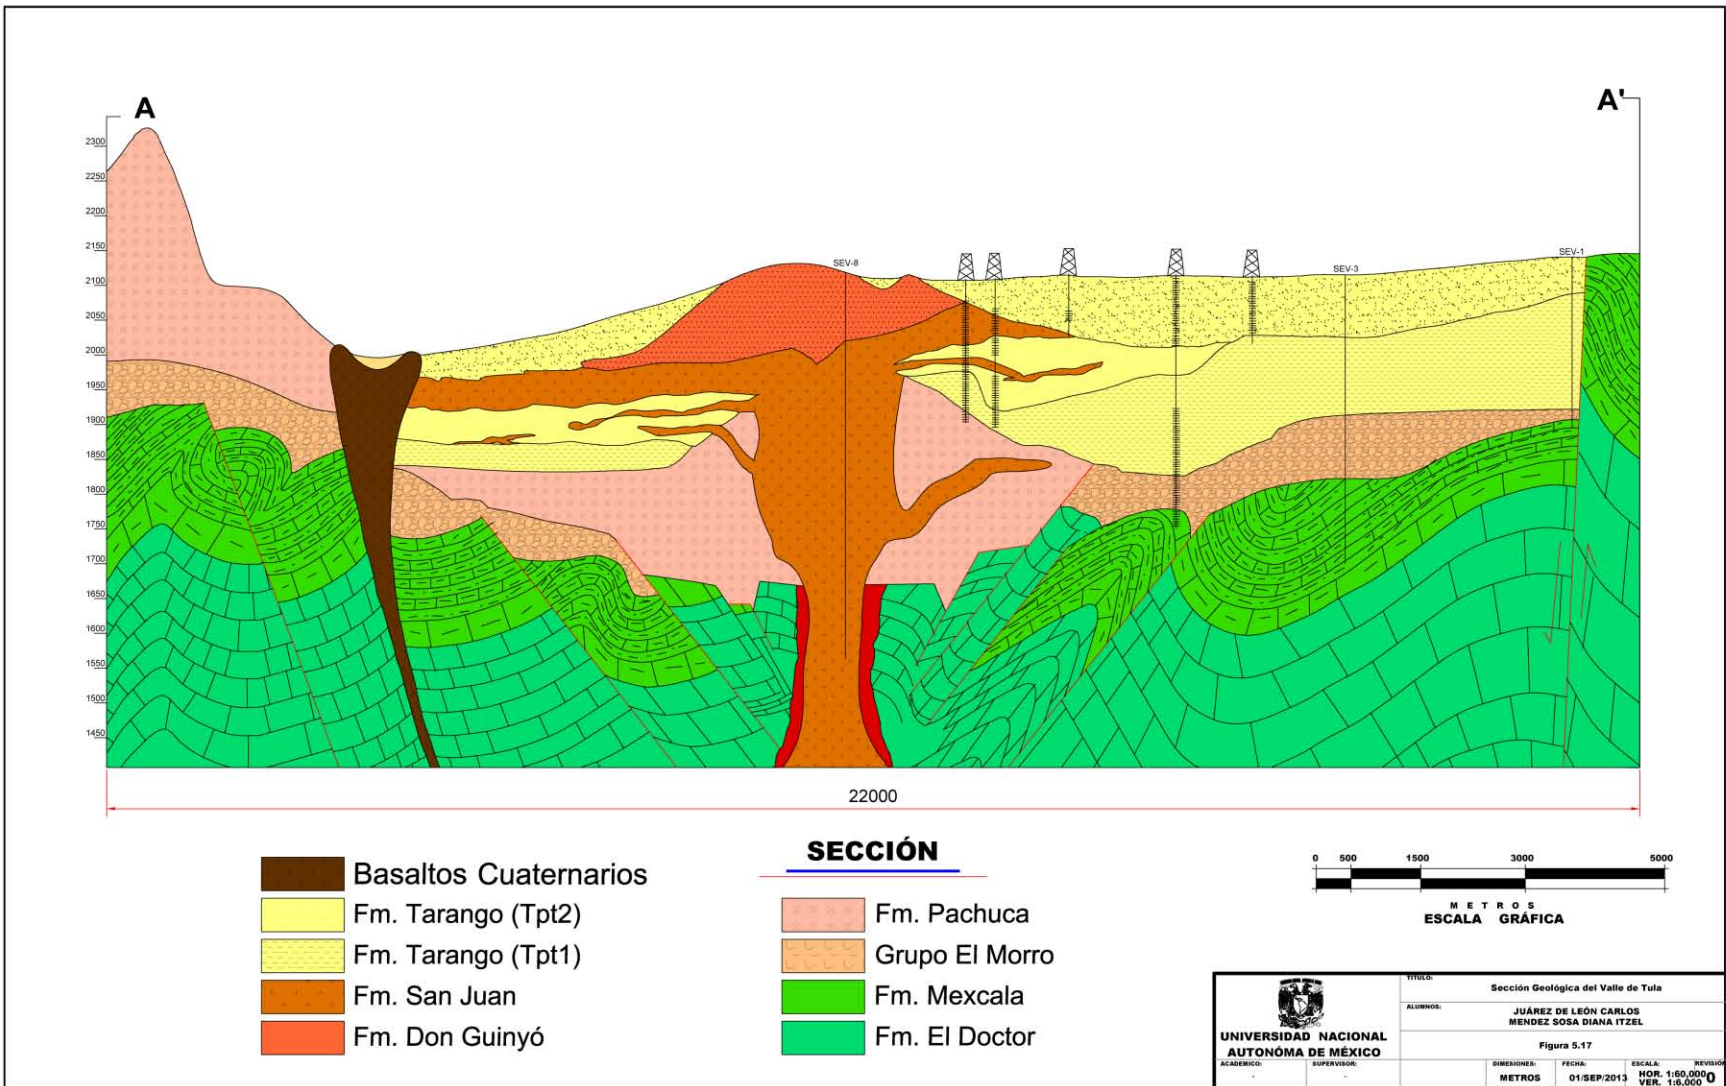 A
A'
2300
2250
2200
2150
2100
2050
2000
1950
1900
1850
1800
1750
1700
1650
1600
1550
1500
1450
SEV-8
SEV-3
SEV-1
22000
SECCIÓN
Basaltos Cuaternarios
Fm. Tarango (Tpt2)
Fm. Tarango (Tpt1)
Fm. San Juan
Fm. Don Guinyó
Fm. Pachuca
Grupo El Morro
Fm. Mexcala
Fm. El Doctor
0 500 1500 3000 5000
METROS
ESCALA GRÁFICA
UNIVERSIDAD NACIONAL
AUTONÓMA DE MÉXICO
TITULO:
Sección Geológica del Valle de Tula
ALUMNOS:
JUÁREZ DE LEÓN CARLOS
MENDEZ SOSA DIANA ITZEL
Figura 5.17
ACADEMICO:
SUPERVISOR:
DIMESIONES:
METROS
FECHA:
01/SEP/2013
ESCALA:
HOR. 1:60,000
VER. 1:6,000
REVISIÓN
0